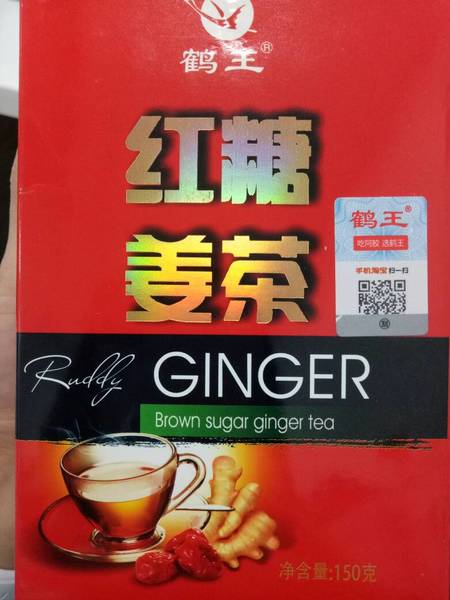 鹤王®
红糖
姜茶
鹤王®
吃阿胶 选鹤王
手机淘宝扫一扫
Ruddy
GINGER
Brown sugar ginger tea
净含量:150克